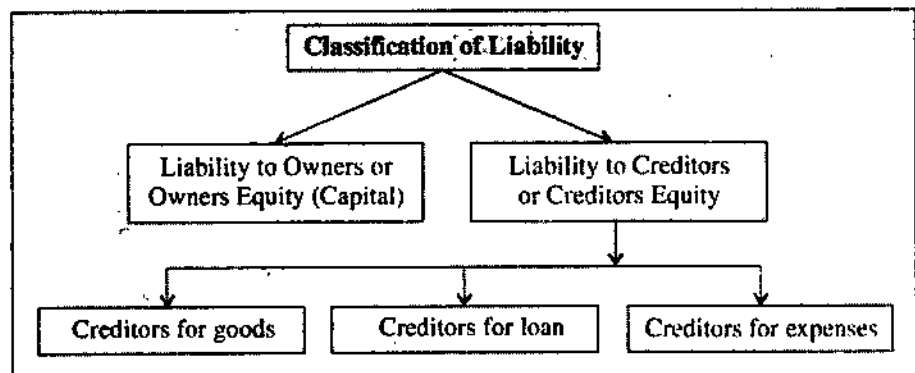 Classification of Liability
Liability to Owners or
Owners Equity (Capital)
Liability to Creditors
or Creditors Equity
Creditors for goods
Creditors for loan
Creditors for expenses